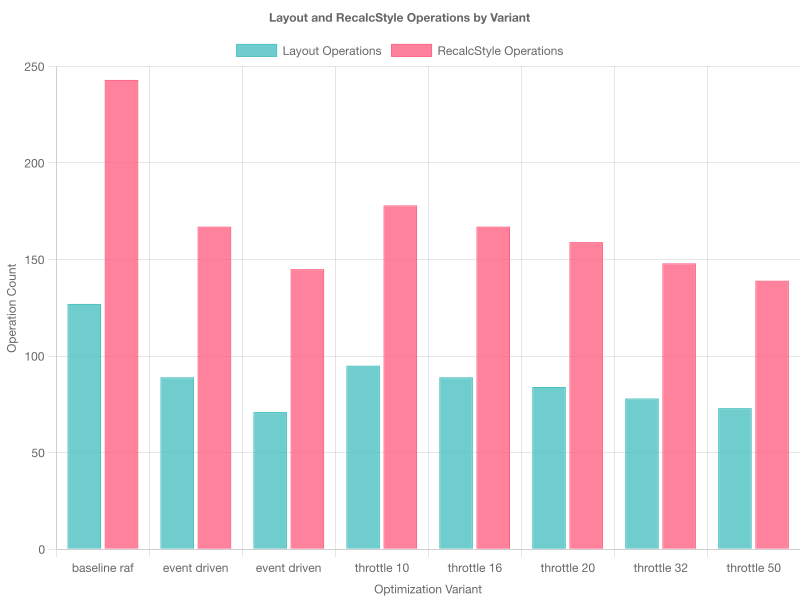 Layout and RecalcStyle Operations by Variant
Layout Operations RecalcStyle Operations
250
200
150
100
50
0
Operation Count
baseline raf event driven event driven throttle 10 throttle 16 throttle 20 throttle 32 throttle 50
Optimization Variant